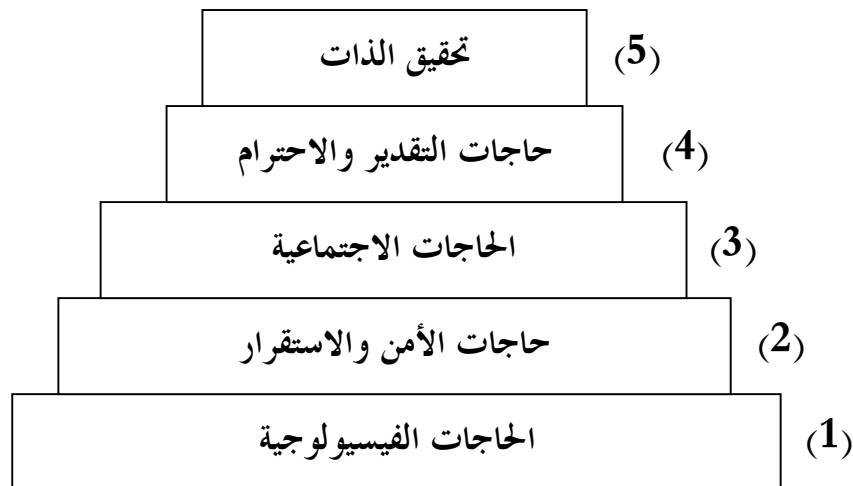 تحقيق الذات (5)
حاجات التقدير والاحترام (4)
الحاجات الاجتماعية (3)
حاجات الأمن والاستقرار (2)
الحاجات الفيسيولوجية (1)